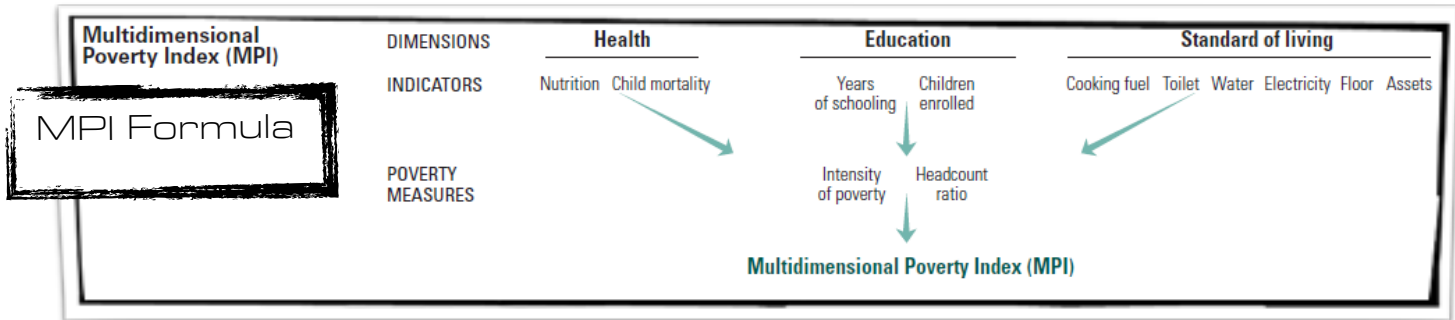 Multidimensional
Poverty Index (MPI)
MPI Formula
DIMENSIONS
Health
Education
Standard of living
INDICATORS
Nutrition
Child mortality
Years
of schooling
Children
enrolled
Cooking fuel
Toilet
Water
Electricity
Floor
Assets
POVERTY
MEASURES
Intensity
of poverty
Headcount
ratio
Multidimensional Poverty Index (MPI)